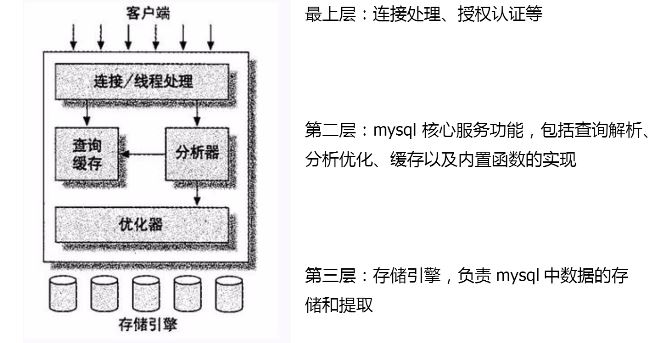 客户端
最上层：连接处理、授权认证等
连接/线程处理
查询
缓存
分析器
第二层：mysql 核心服务功能，包括查询解析、
分析优化、缓存以及内置函数的实现
优化器
第三层：存储引擎，负责 mysql 中数据的存
储和提取
存储引擎